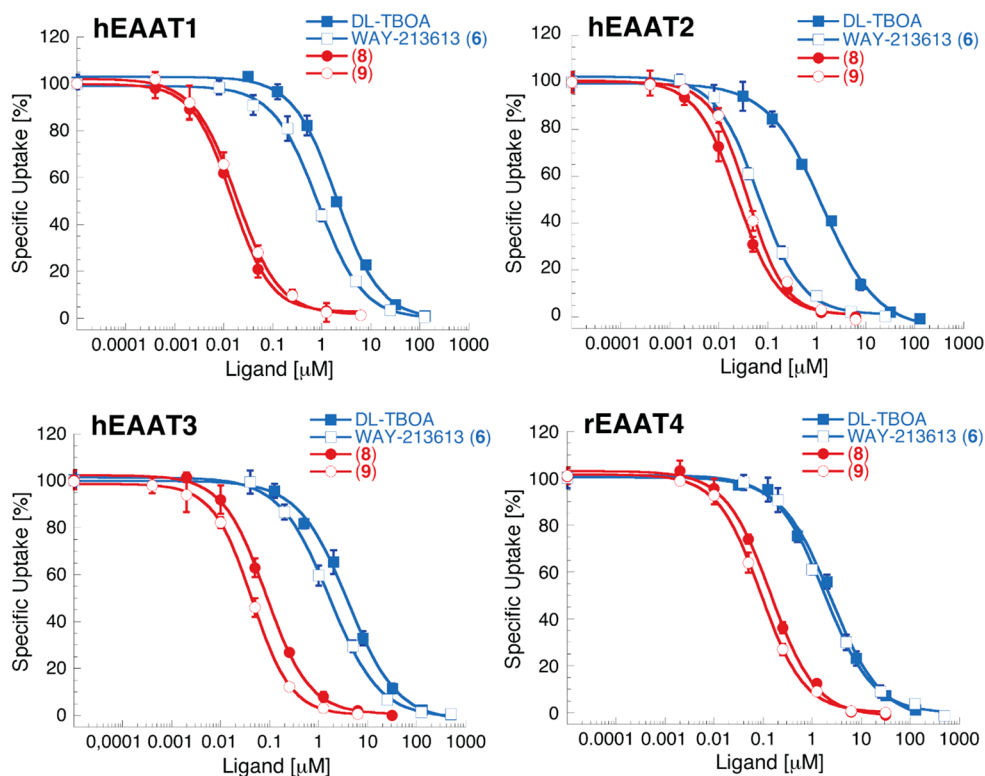 hEAAT1
DL-TBOA
WAY-213613 (6)
(8)
(9)
120
100
80
60
40
20
0
Specific Uptake [%]
0.0001 0.001 0.01 0.1 1 10 100 1000
Ligand [μM]
hEAAT2
DL-TBOA
WAY-213613 (6)
(8)
(9)
120
100
80
60
40
20
0
Specific Uptake [%]
0.0001 0.001 0.01 0.1 1 10 100 1000
Ligand [μM]
hEAAT3
DL-TBOA
WAY-213613 (6)
(8)
(9)
120
100
80
60
40
20
0
Specific Uptake [%]
0.0001 0.001 0.01 0.1 1 10 100 1000
Ligand [μM]
rEAAT4
DL-TBOA
WAY-213613 (6)
(8)
(9)
120
100
80
60
40
20
0
Specific Uptake [%]
0.0001 0.001 0.01 0.1 1 10 100 1000
Ligand [μM]